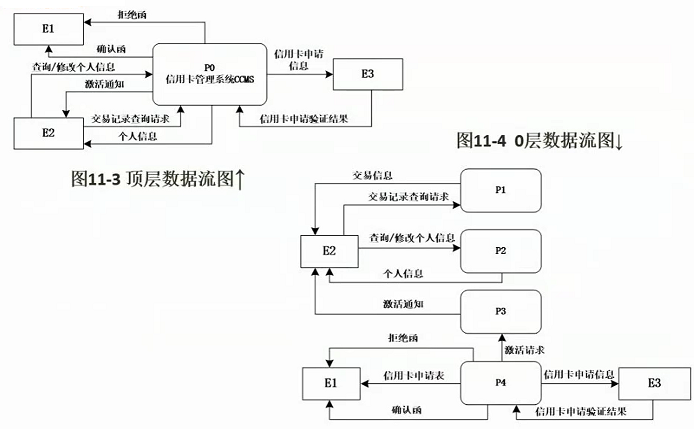 拒绝函
E1
确认函
P0
信用卡管理系统CCMS
信用卡申请
信息
E3
查询/修改个人信息
激活通知
E2
交易记录查询请求
信用卡申请验证结果
个人信息
图11-3 顶层数据流图↑
图11-4 0层数据流图↓
交易信息
P1
交易记录查询请求
E2
查询/修改个人信息
P2
个人信息
激活通知
P3
拒绝函
激活请求
E1
信用卡申请表
P4
信用卡申请信息
E3
确认函
信用卡申请验证结果